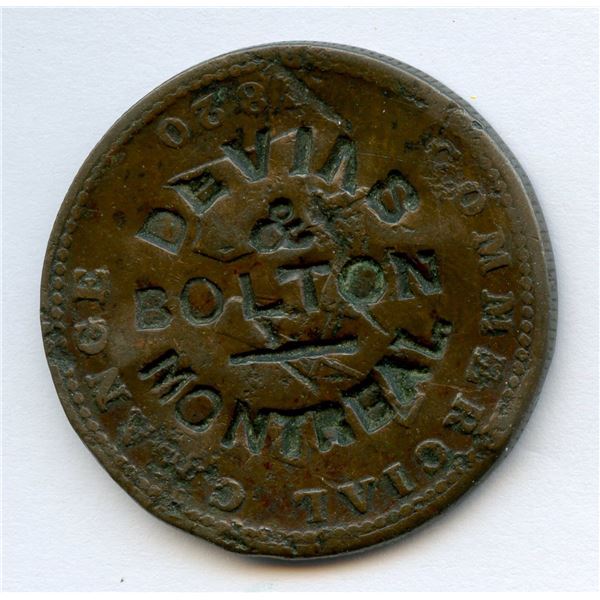 DEVINS
&
BOLTON
MONTREAL.
COMMERCIAL CHANGE
1820